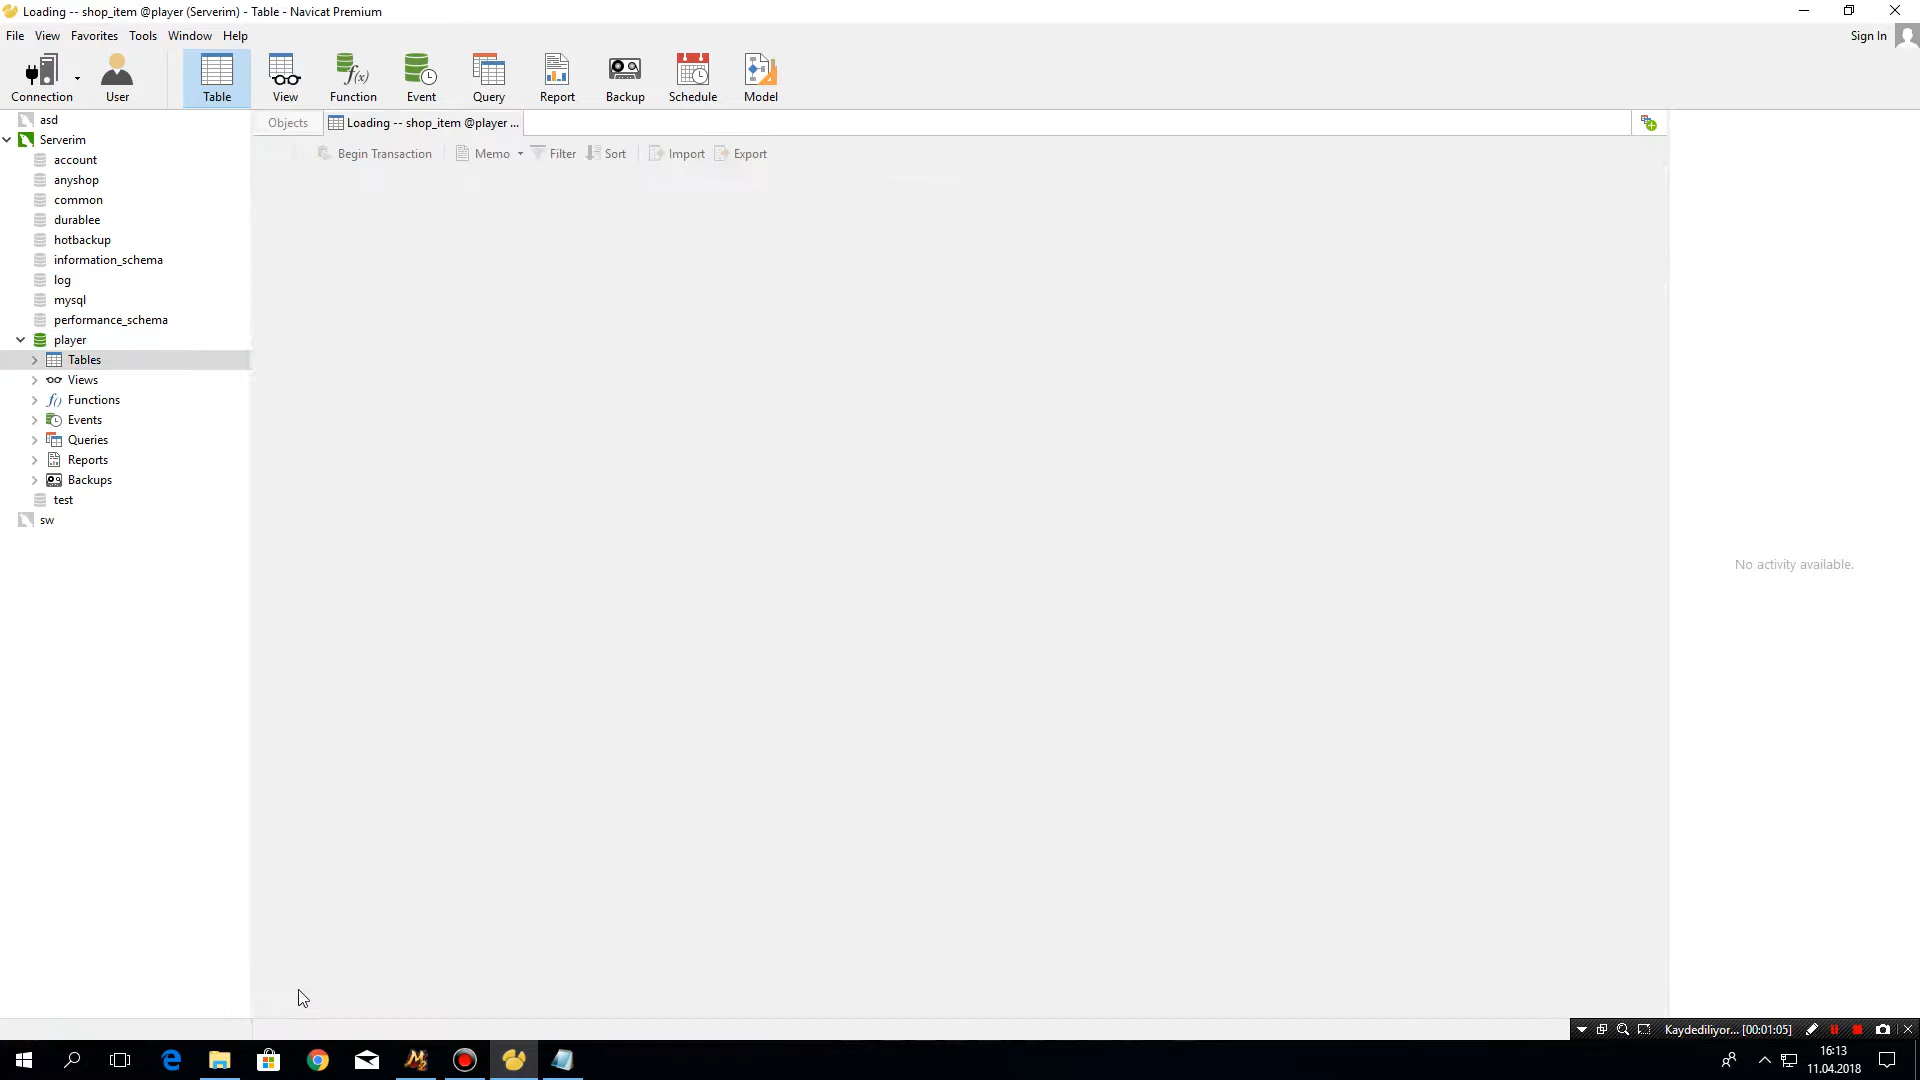 Loading -- shop_item @player (Serverim) - Table - Navicat Premium
File View Favorites Tools Window Help
Sign In
Connection User Table View Function Event Query Report Backup Schedule Model
Objects Loading -- shop_item @player ...
Begin Transaction Memo Filter Sort Import Export
asd
Serverim
account
anyshop
common
durablee
hotbackup
information_schema
log
mysql
performance_schema
player
Tables
Views
Functions
Events
Queries
Reports
Backups
test
sw
No activity available.
Kaydediliyor... [00:01:05]
16:13
11.04.2018